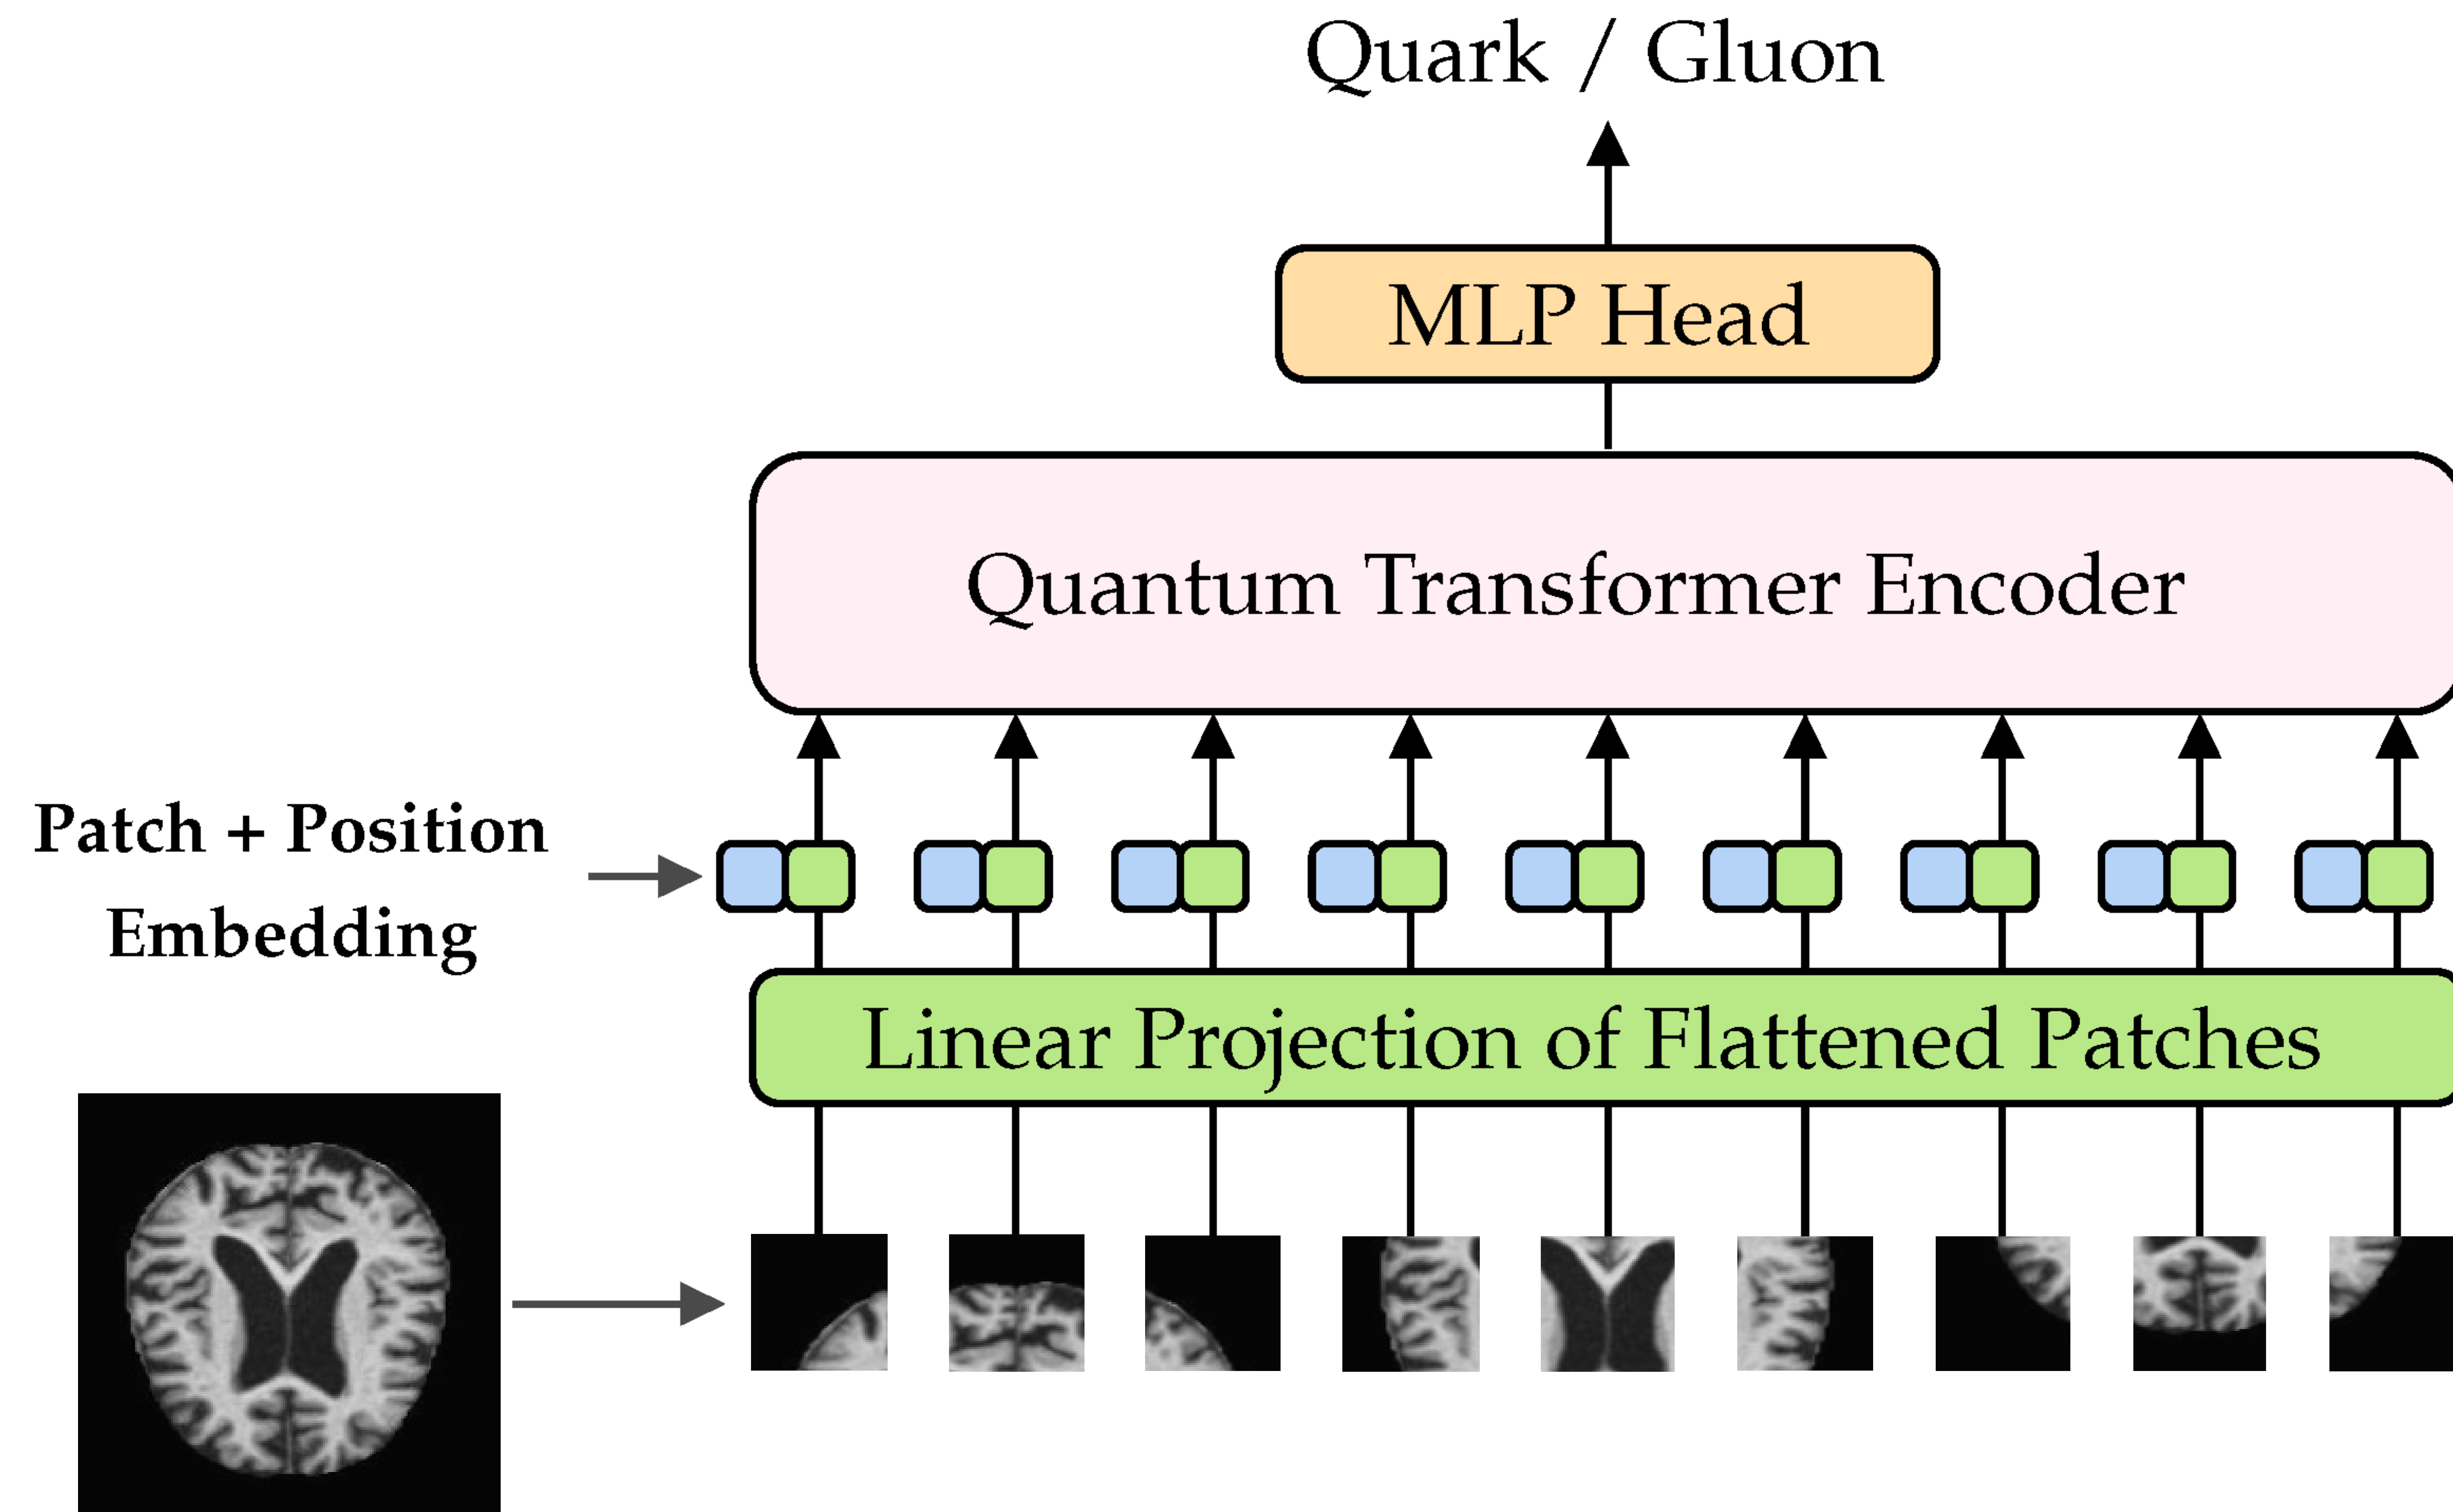 Quark / Gluon
MLP Head
Quantum Transformer Encoder
Patch + Position
Embedding
Linear Projection of Flattened Patches